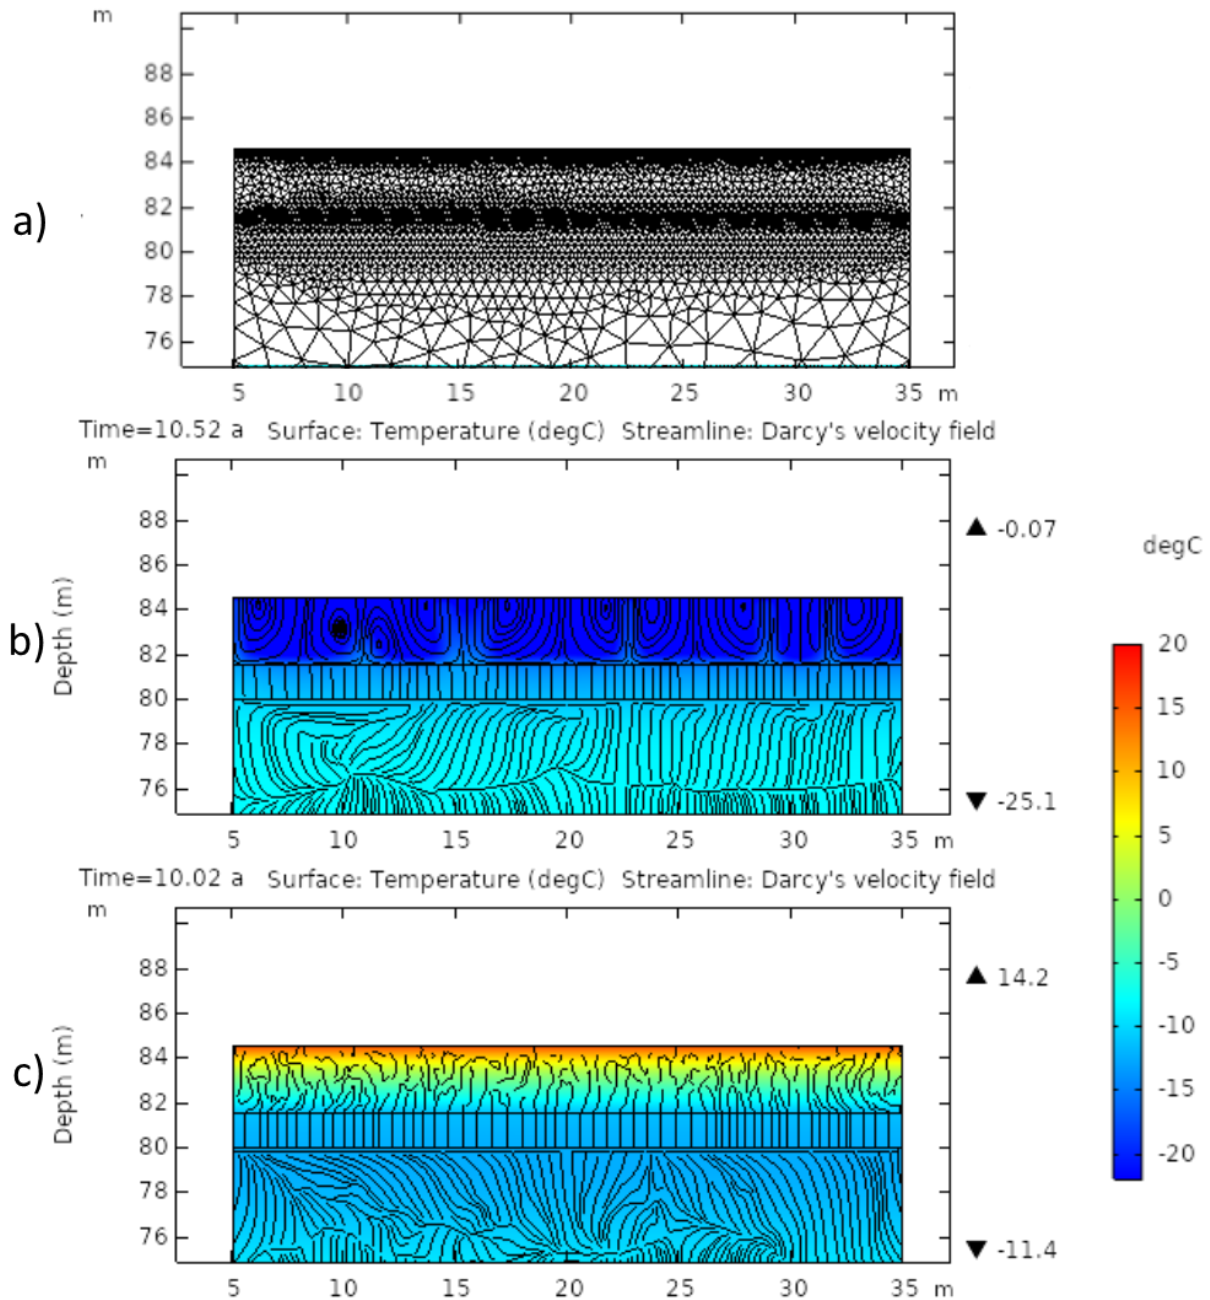 m
88
86
84
a)
82
80
78
76
5 10 15 20 25 30 35 m
Time=10.52 a Surface: Temperature (degC) Streamline: Darcy's velocity field
m
88
▲ -0.07
degC
86
84
b)
Depth (m)
82
80
78
76
▼ -25.1
5 10 15 20 25 30 35 m
20
15
10
5
0
-5
-10
-15
-20
Time=10.02 a Surface: Temperature (degC) Streamline: Darcy's velocity field
m
88
▲ 14.2
86
84
c)
Depth (m)
82
80
78
76
▼ -11.4
5 10 15 20 25 30 35 m